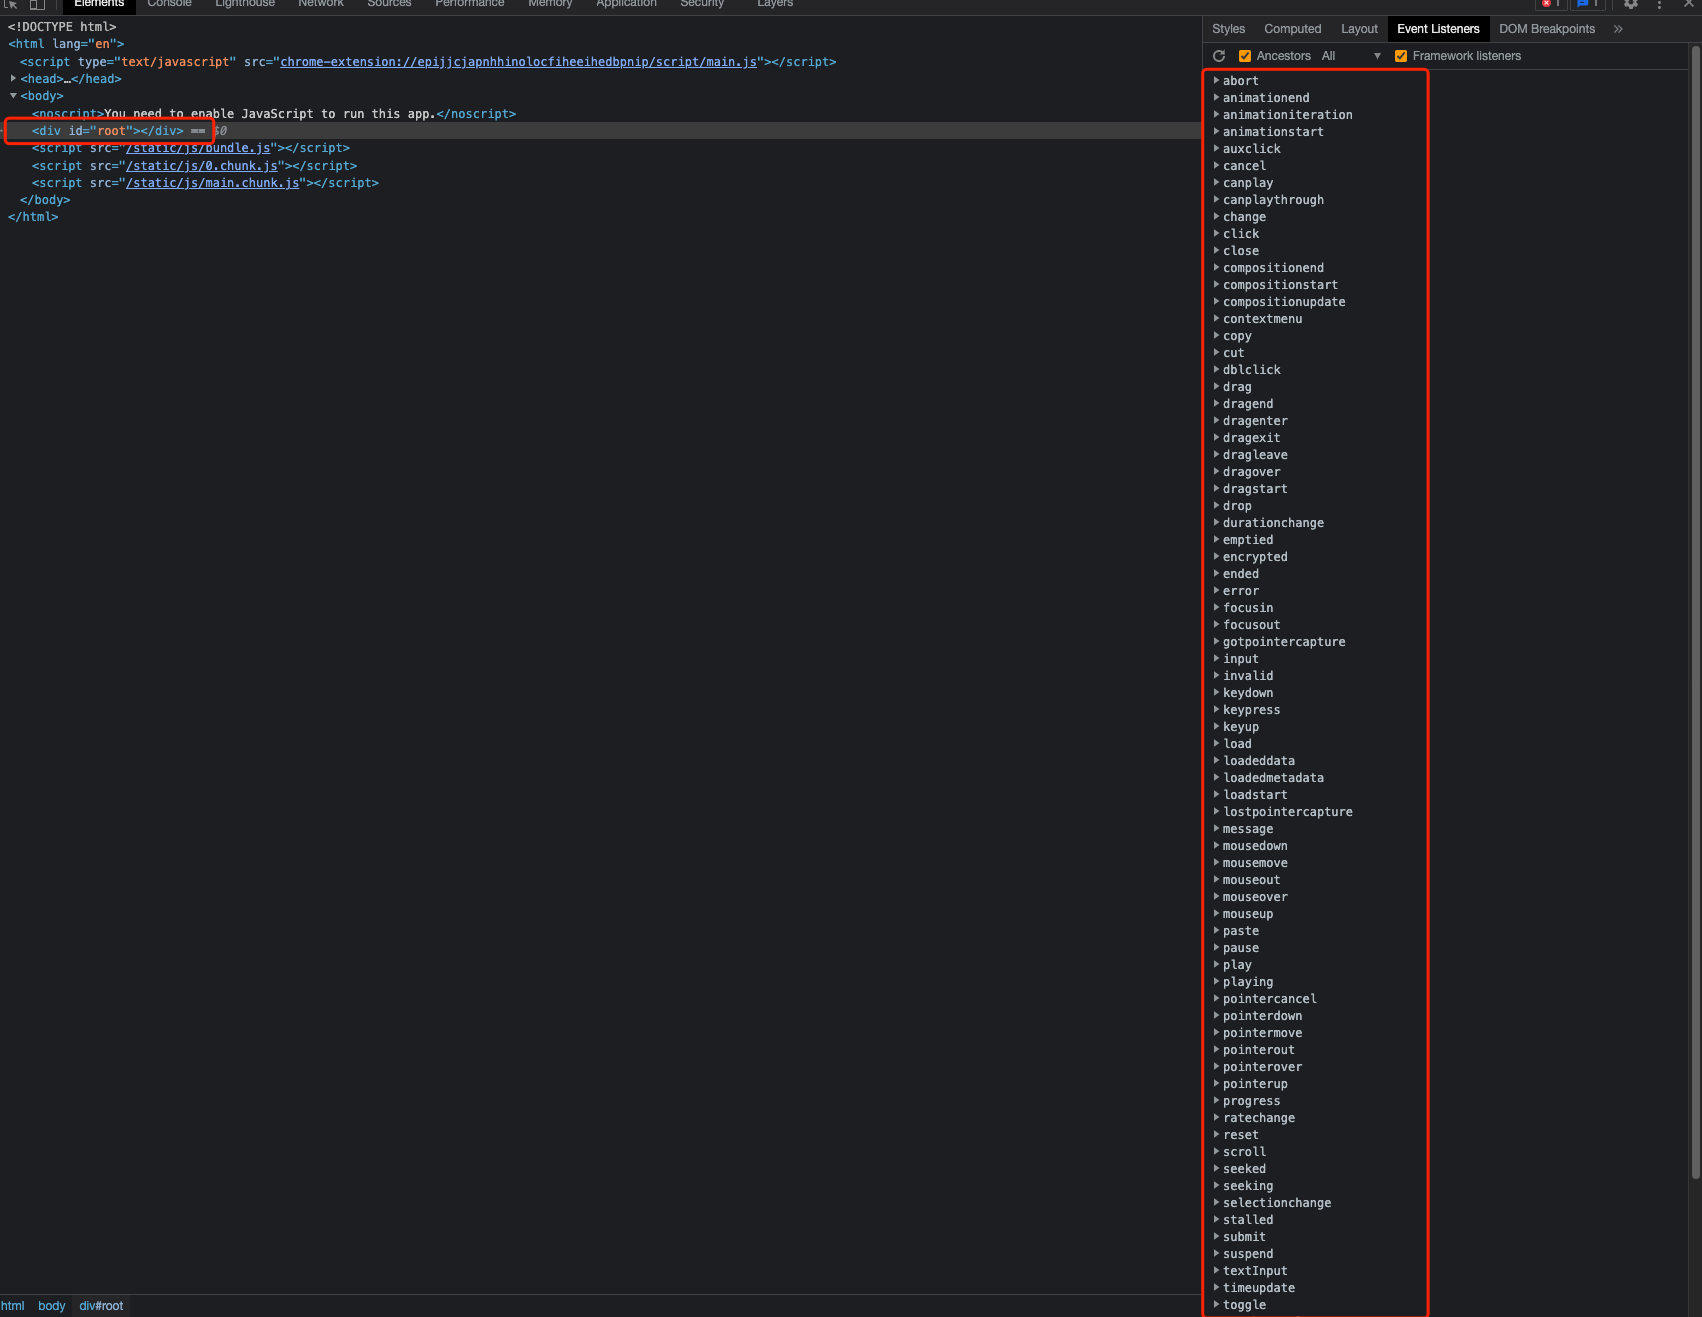 Elements Console Lighthouse Network Sources Performance Memory Application Security Layers 1 1
<!DOCTYPE html>
<html lang="en">
<script type="text/javascript" src="chrome-extension://epijjcjapnhhinolocfiheeihedbpnip/script/main.js"></script>
<head>…</head>
<body>
<noscript>You need to enable JavaScript to run this app.</noscript>
<div id="root"></div> == $0
<script src="/static/js/bundle.js"></script>
<script src="/static/js/0.chunk.js"></script>
<script src="/static/js/main.chunk.js"></script>
</body>
</html>
html body div#root
Styles Computed Layout Event Listeners DOM Breakpoints »
Ancestors All Framework listeners
abort
animationend
animationiteration
animationstart
auxclick
cancel
canplay
canplaythrough
change
click
close
compositionend
compositionstart
compositionupdate
contextmenu
copy
cut
dblclick
drag
dragend
dragenter
dragexit
dragleave
dragover
dragstart
drop
durationchange
emptied
encrypted
ended
error
focusin
focusout
gotpointercapture
input
invalid
keydown
keypress
keyup
load
loadeddata
loadedmetadata
loadstart
lostpointercapture
message
mousedown
mousemove
mouseout
mouseover
mouseup
paste
pause
play
playing
pointercancel
pointerdown
pointermove
pointerout
pointerover
pointerup
progress
ratechange
reset
scroll
seeked
seeking
selectionchange
stalled
submit
suspend
textInput
timeupdate
toggle